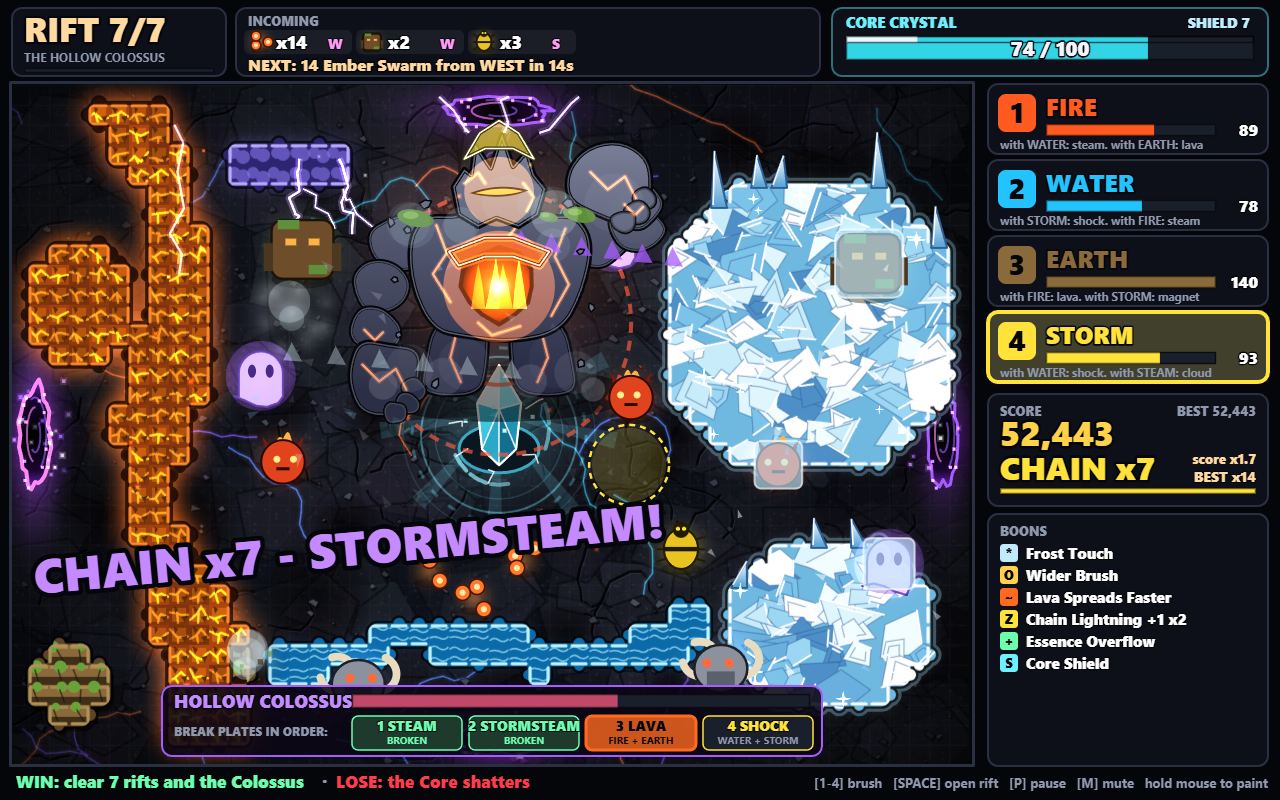 RIFT 7/7
THE HOLLOW COLOSSUS
INCOMING
x14 W x2 W x3 S
NEXT: 14 Ember Swarm from WEST in 14s
CORE CRYSTAL SHIELD 7
74 / 100
1 FIRE
89
with WATER: steam. with EARTH: lava
2 WATER
78
with STORM: shock. with FIRE: steam
3 EARTH
140
with FIRE: lava. with STORM: magnet
4 STORM
93
with WATER: shock. with STEAM: cloud
SCORE BEST 52,443
52,443
CHAIN x7
score x1.7
BEST x14
BOONS
* Frost Touch
O Wider Brush
~ Lava Spreads Faster
Z Chain Lightning +1 x2
+ Essence Overflow
S Core Shield
CHAIN x7 - STORMSTEAM!
HOLLOW COLOSSUS
BREAK PLATES IN ORDER:
1 STEAM
BROKEN
2 STORMSTEAM
BROKEN
3 LAVA
FIRE + EARTH
4 SHOCK
WATER + STORM
WIN: clear 7 rifts and the Colossus · LOSE: the Core shatters
[1-4] brush [SPACE] open rift [P] pause [M] mute hold mouse to paint